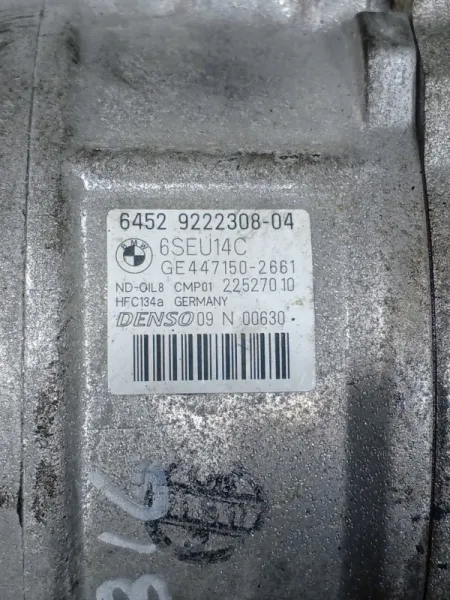 6452 9222308-04
BMW 6SEU14C
GE447150-2661
ND-OIL8 CMP01 22527010
HFC134a GERMANY
DENSO 09 N 00630